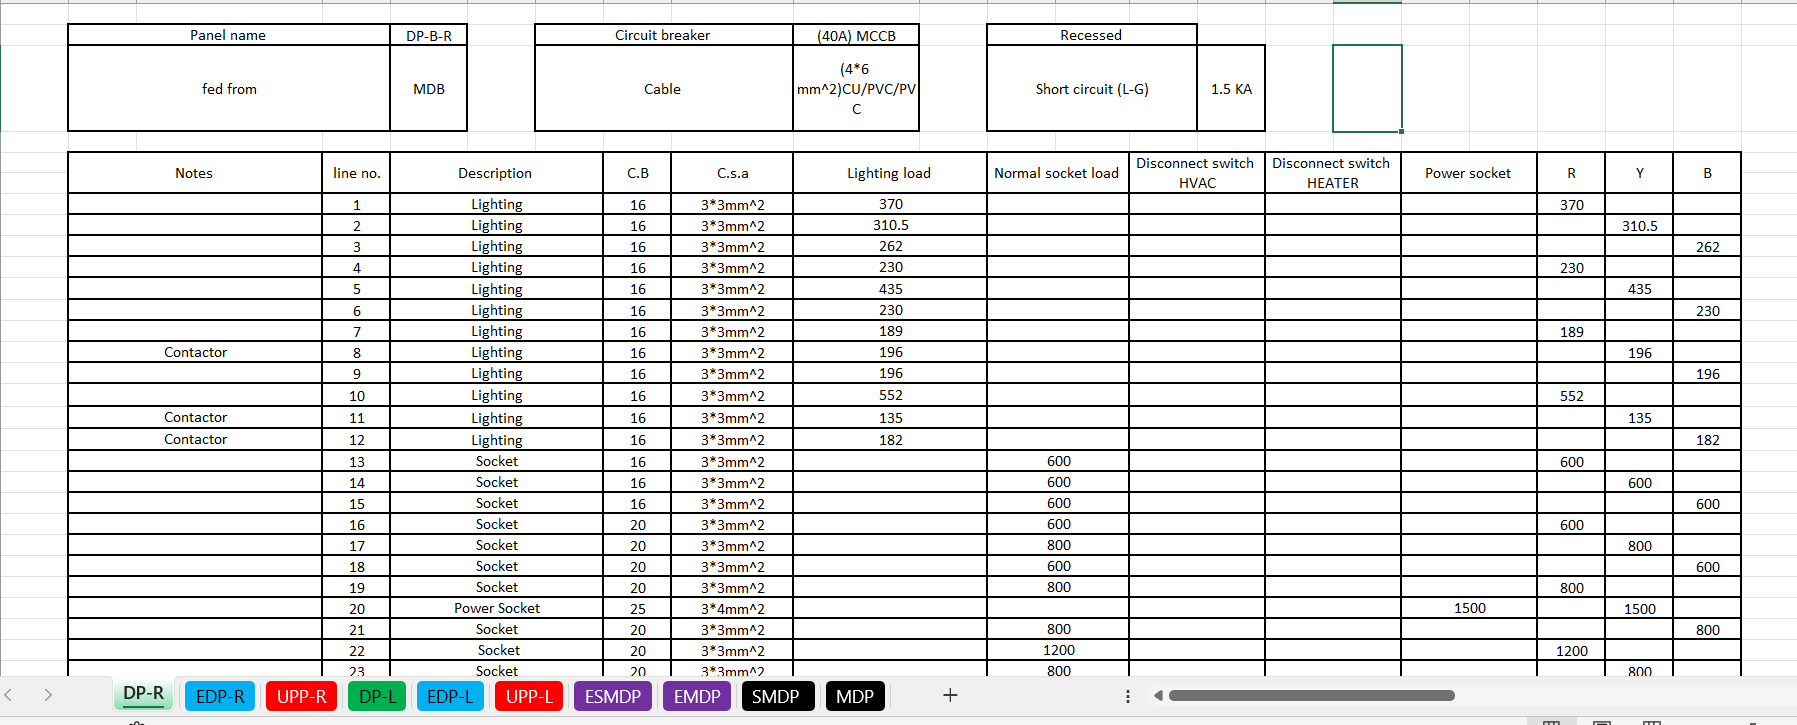 Panel name DP-B-R Circuit breaker (40A) MCCB Recessed
fed from MDB Cable (4*6 mm^2)CU/PVC/PVC Short circuit (L-G) 1.5 KA
Notes line no. Description C.B C.s.a Lighting load Normal socket load Disconnect switch HVAC Disconnect switch HEATER Power socket R Y B
1 Lighting 16 3*3mm^2 370 370
2 Lighting 16 3*3mm^2 310.5 310.5
3 Lighting 16 3*3mm^2 262 262
4 Lighting 16 3*3mm^2 230 230
5 Lighting 16 3*3mm^2 435 435
6 Lighting 16 3*3mm^2 230 230
7 Lighting 16 3*3mm^2 189 189
Contactor 8 Lighting 16 3*3mm^2 196 196
9 Lighting 16 3*3mm^2 196 196
10 Lighting 16 3*3mm^2 552 552
Contactor 11 Lighting 16 3*3mm^2 135 135
Contactor 12 Lighting 16 3*3mm^2 182 182
13 Socket 16 3*3mm^2 600 600
14 Socket 16 3*3mm^2 600 600
15 Socket 16 3*3mm^2 600 600
16 Socket 20 3*3mm^2 600 600
17 Socket 20 3*3mm^2 800 800
18 Socket 20 3*3mm^2 600 600
19 Socket 20 3*3mm^2 800 800
20 Power Socket 25 3*4mm^2 1500 1500
21 Socket 20 3*3mm^2 800 800
22 Socket 20 3*3mm^2 1200 1200
23 Socket 20 3*3mm^2 800 800
DP-R EDP-R UPP-R DP-L EDP-L UPP-L ESMDP EMDP SMDP MDP